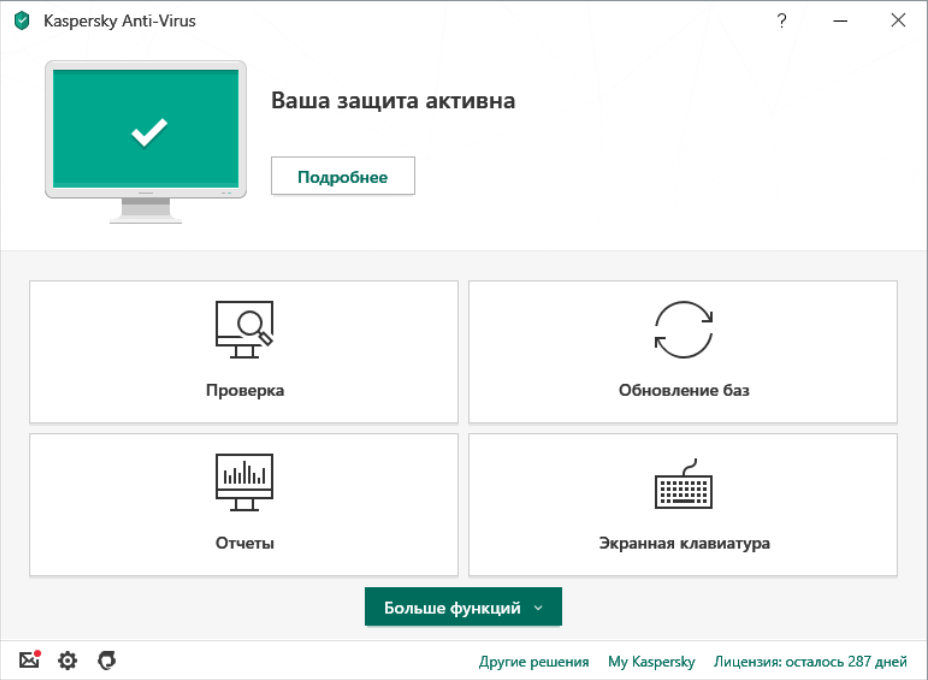 Kaspersky Anti-Virus
?
Ваша защита активна
Подробнее
Проверка
Обновление баз
Отчеты
Экранная клавиатура
Больше функций
Другие решения
My Kaspersky
Лицензия: осталось 287 дней